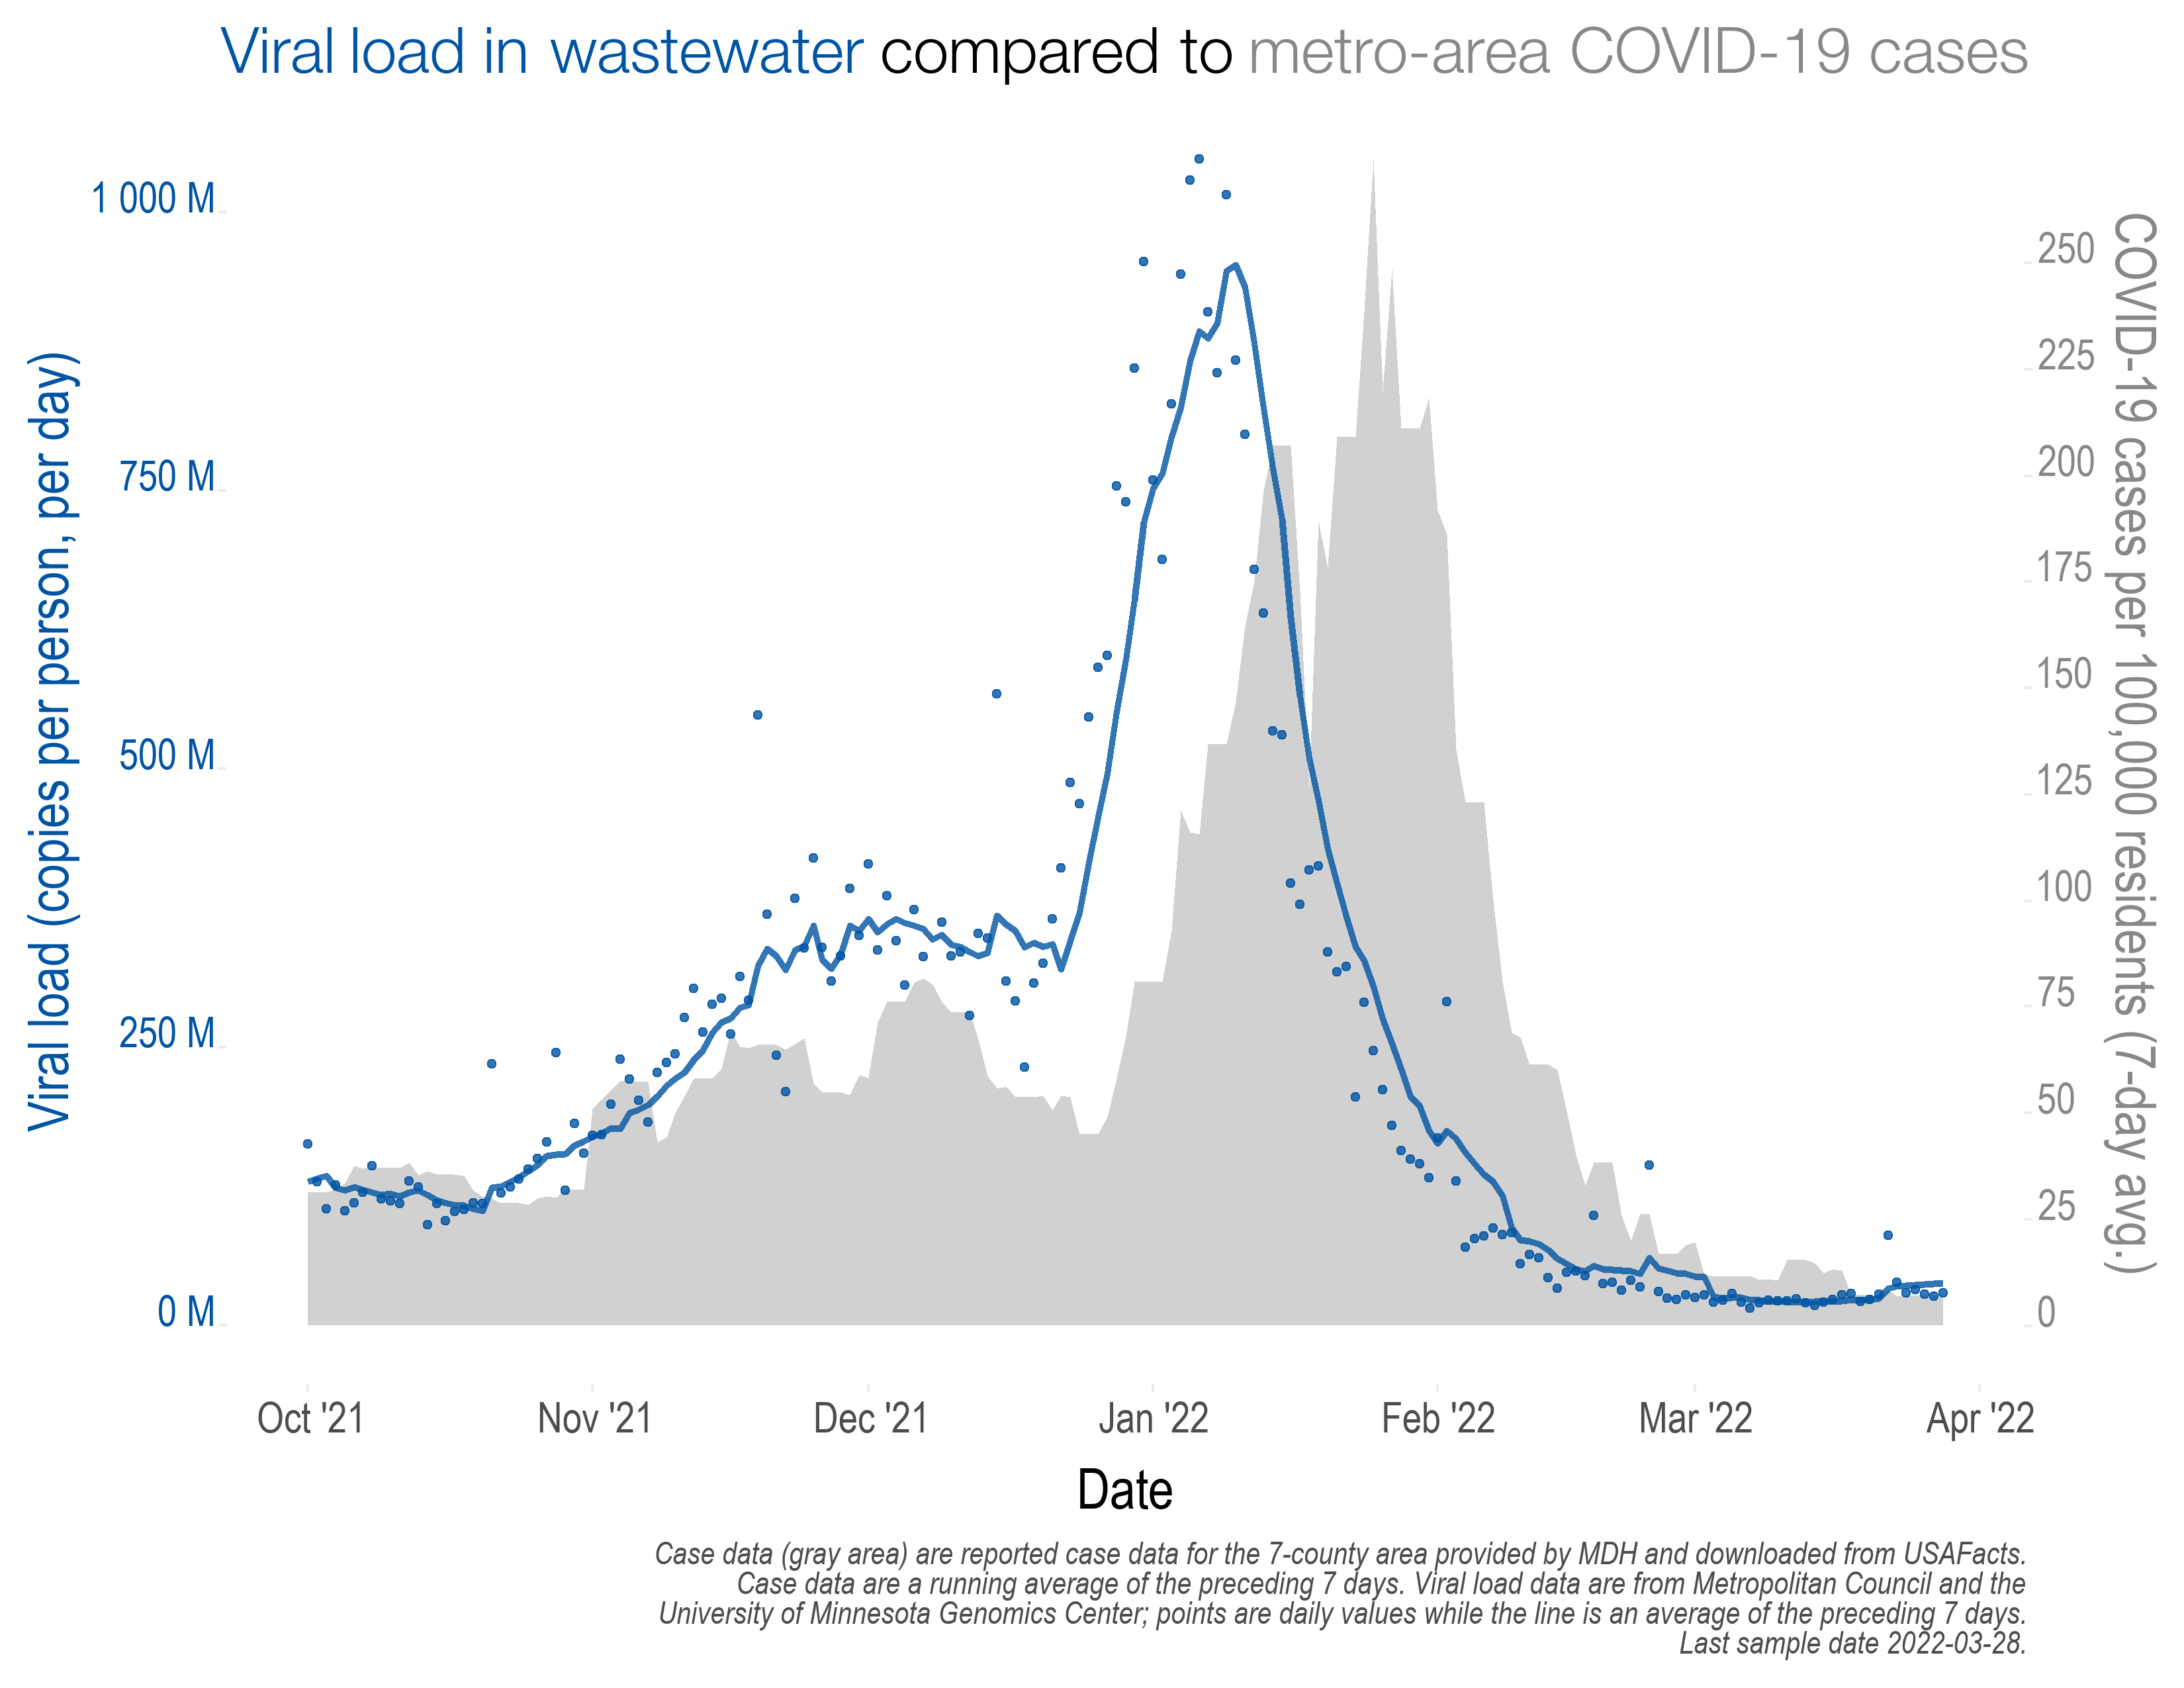 Viral load in wastewater compared to metro-area COVID-19 cases
Viral load (copies per person, per day)
1 000 M
750 M
500 M
250 M
0 M
COVID-19 cases per 100,000 residents (7-day avg.)
250
225
200
175
150
125
100
75
50
25
0
Oct '21
Nov '21
Dec '21
Jan '22
Feb '22
Mar '22
Apr '22
Date
Case data (gray area) are reported case data for the 7-county area provided by MDH and downloaded from USAFacts.
Case data are a running average of the preceding 7 days. Viral load data are from Metropolitan Council and the
University of Minnesota Genomics Center; points are daily values while the line is an average of the preceding 7 days.
Last sample date 2022-03-28.